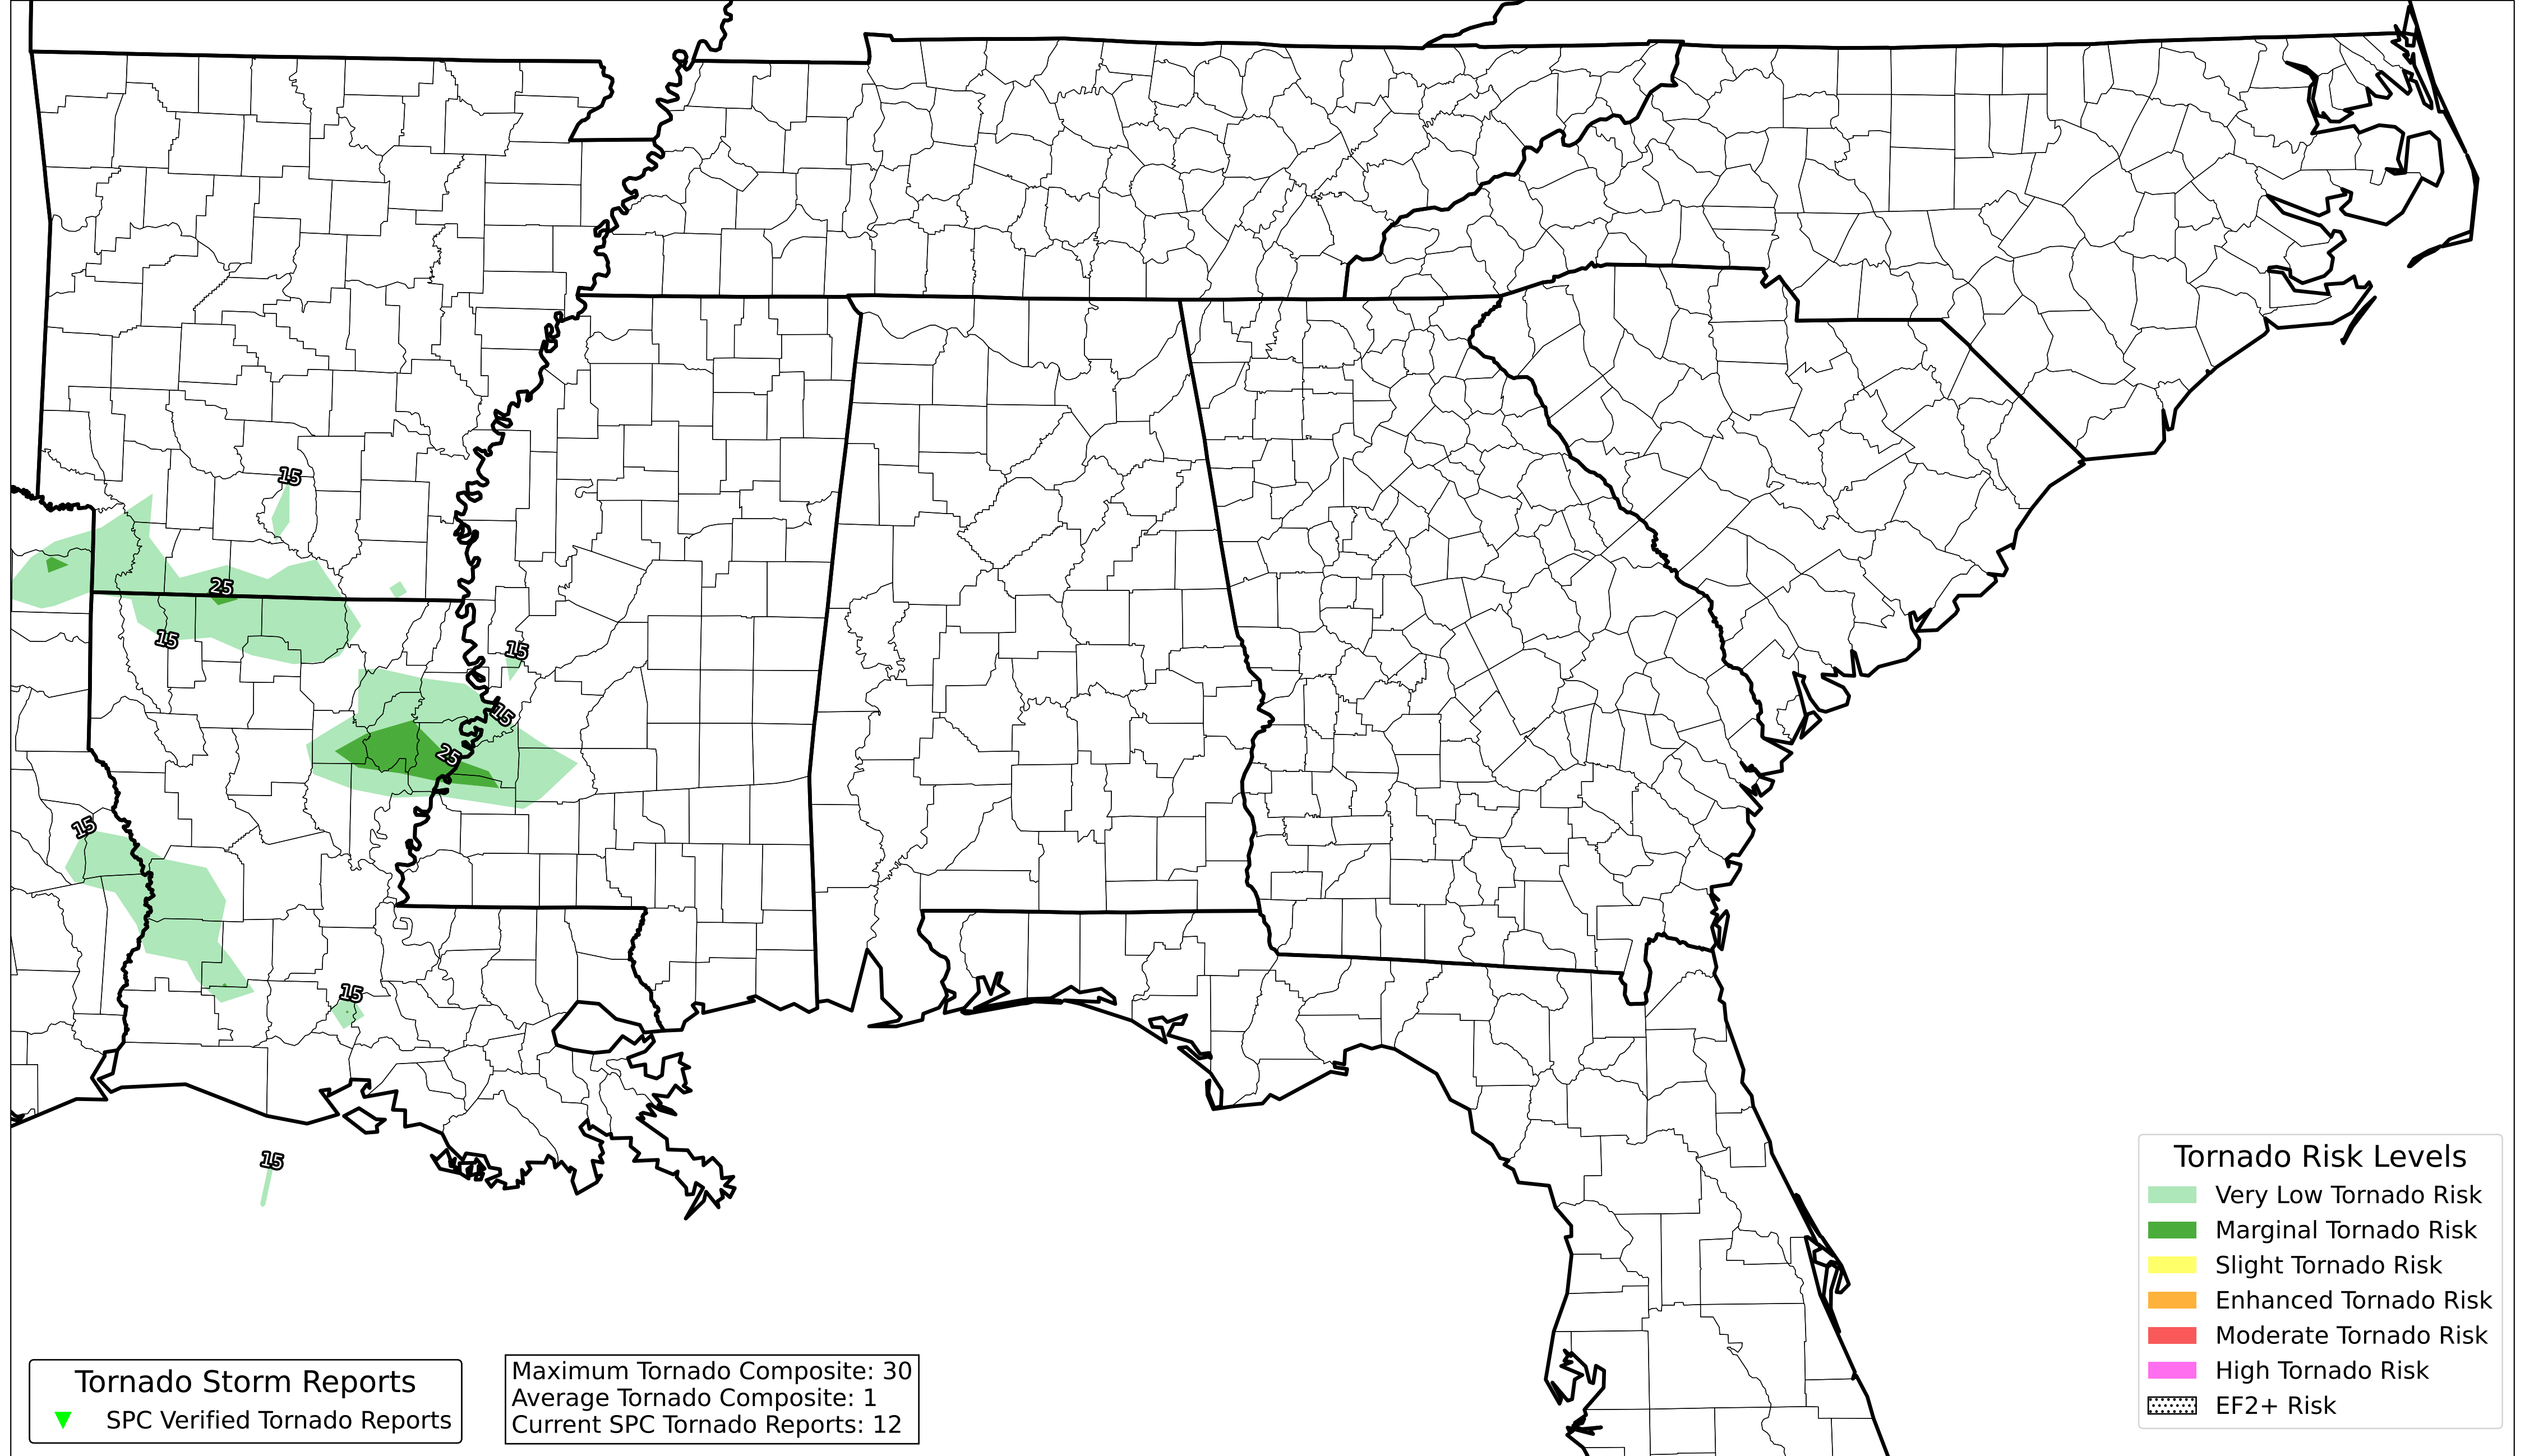 15
25
15
15
15
25
15
15
15
Tornado Storm Reports
SPC Verified Tornado Reports
Maximum Tornado Composite: 30
Average Tornado Composite: 1
Current SPC Tornado Reports: 12
Tornado Risk Levels
Very Low Tornado Risk
Marginal Tornado Risk
Slight Tornado Risk
Enhanced Tornado Risk
Moderate Tornado Risk
High Tornado Risk
EF2+ Risk